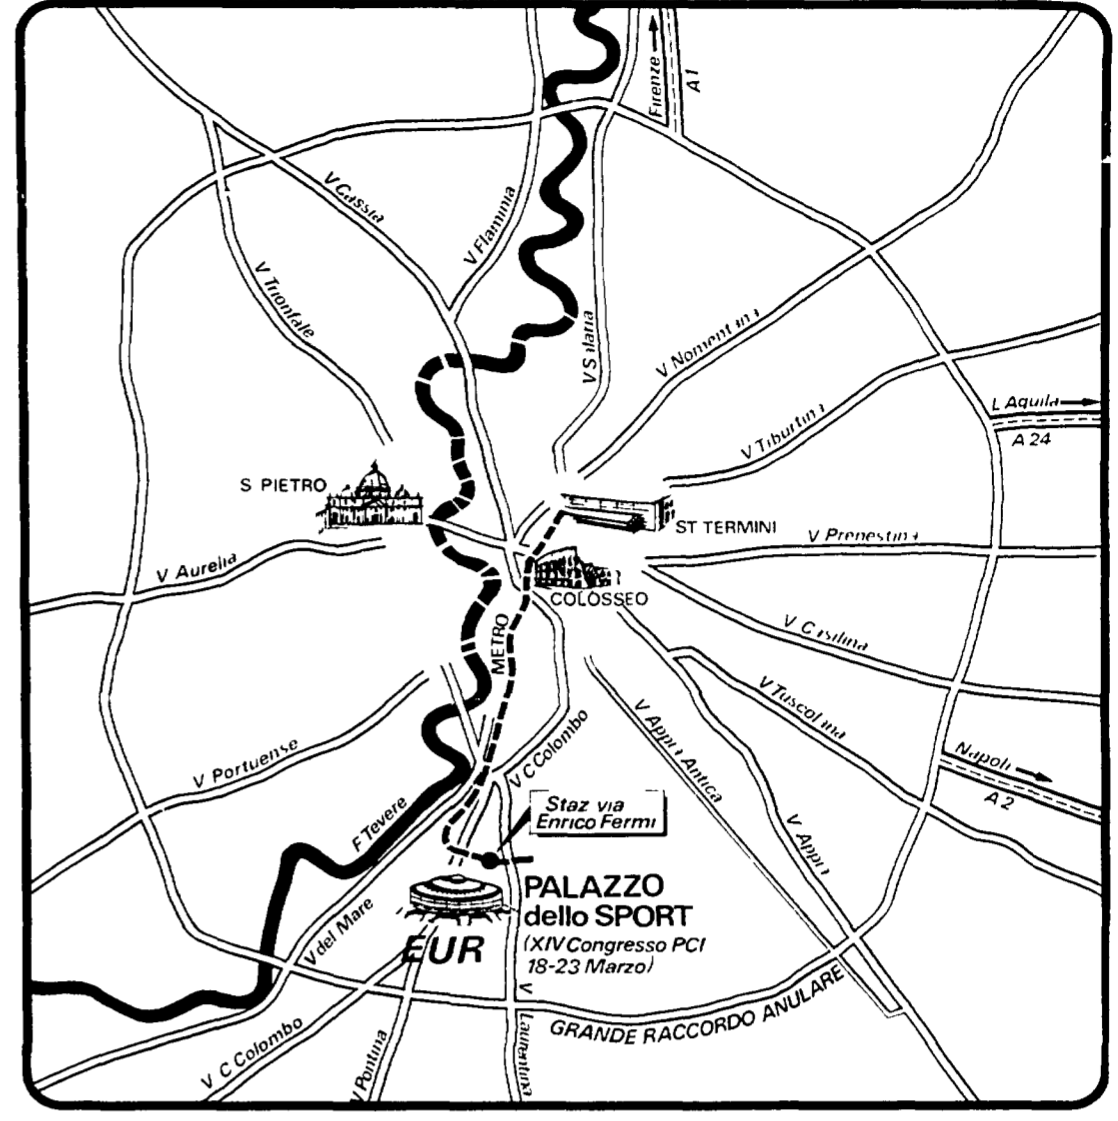 Firenze
A1
V Cassia
V Flaminia
V Trionfale
V Salaria
V Nomentana
V Tiburtina
L Aquila
A 24
S PIETRO
ST TERMINI
V Prenestina
V Aurelia
COLOSSEO
METRO
V Casilina
V Tuscolana
V Appia Antica
V C Colombo
V Portuense
Napoli
A 2
F Tevere
Staz via
Enrico Fermi
V Appia
PALAZZO
dello SPORT
(XIV Congresso PCI
18-23 Marzo)
EUR
V del Mare
GRANDE RACCORDO ANULARE
V Laurentina
V C Colombo
V Pontina